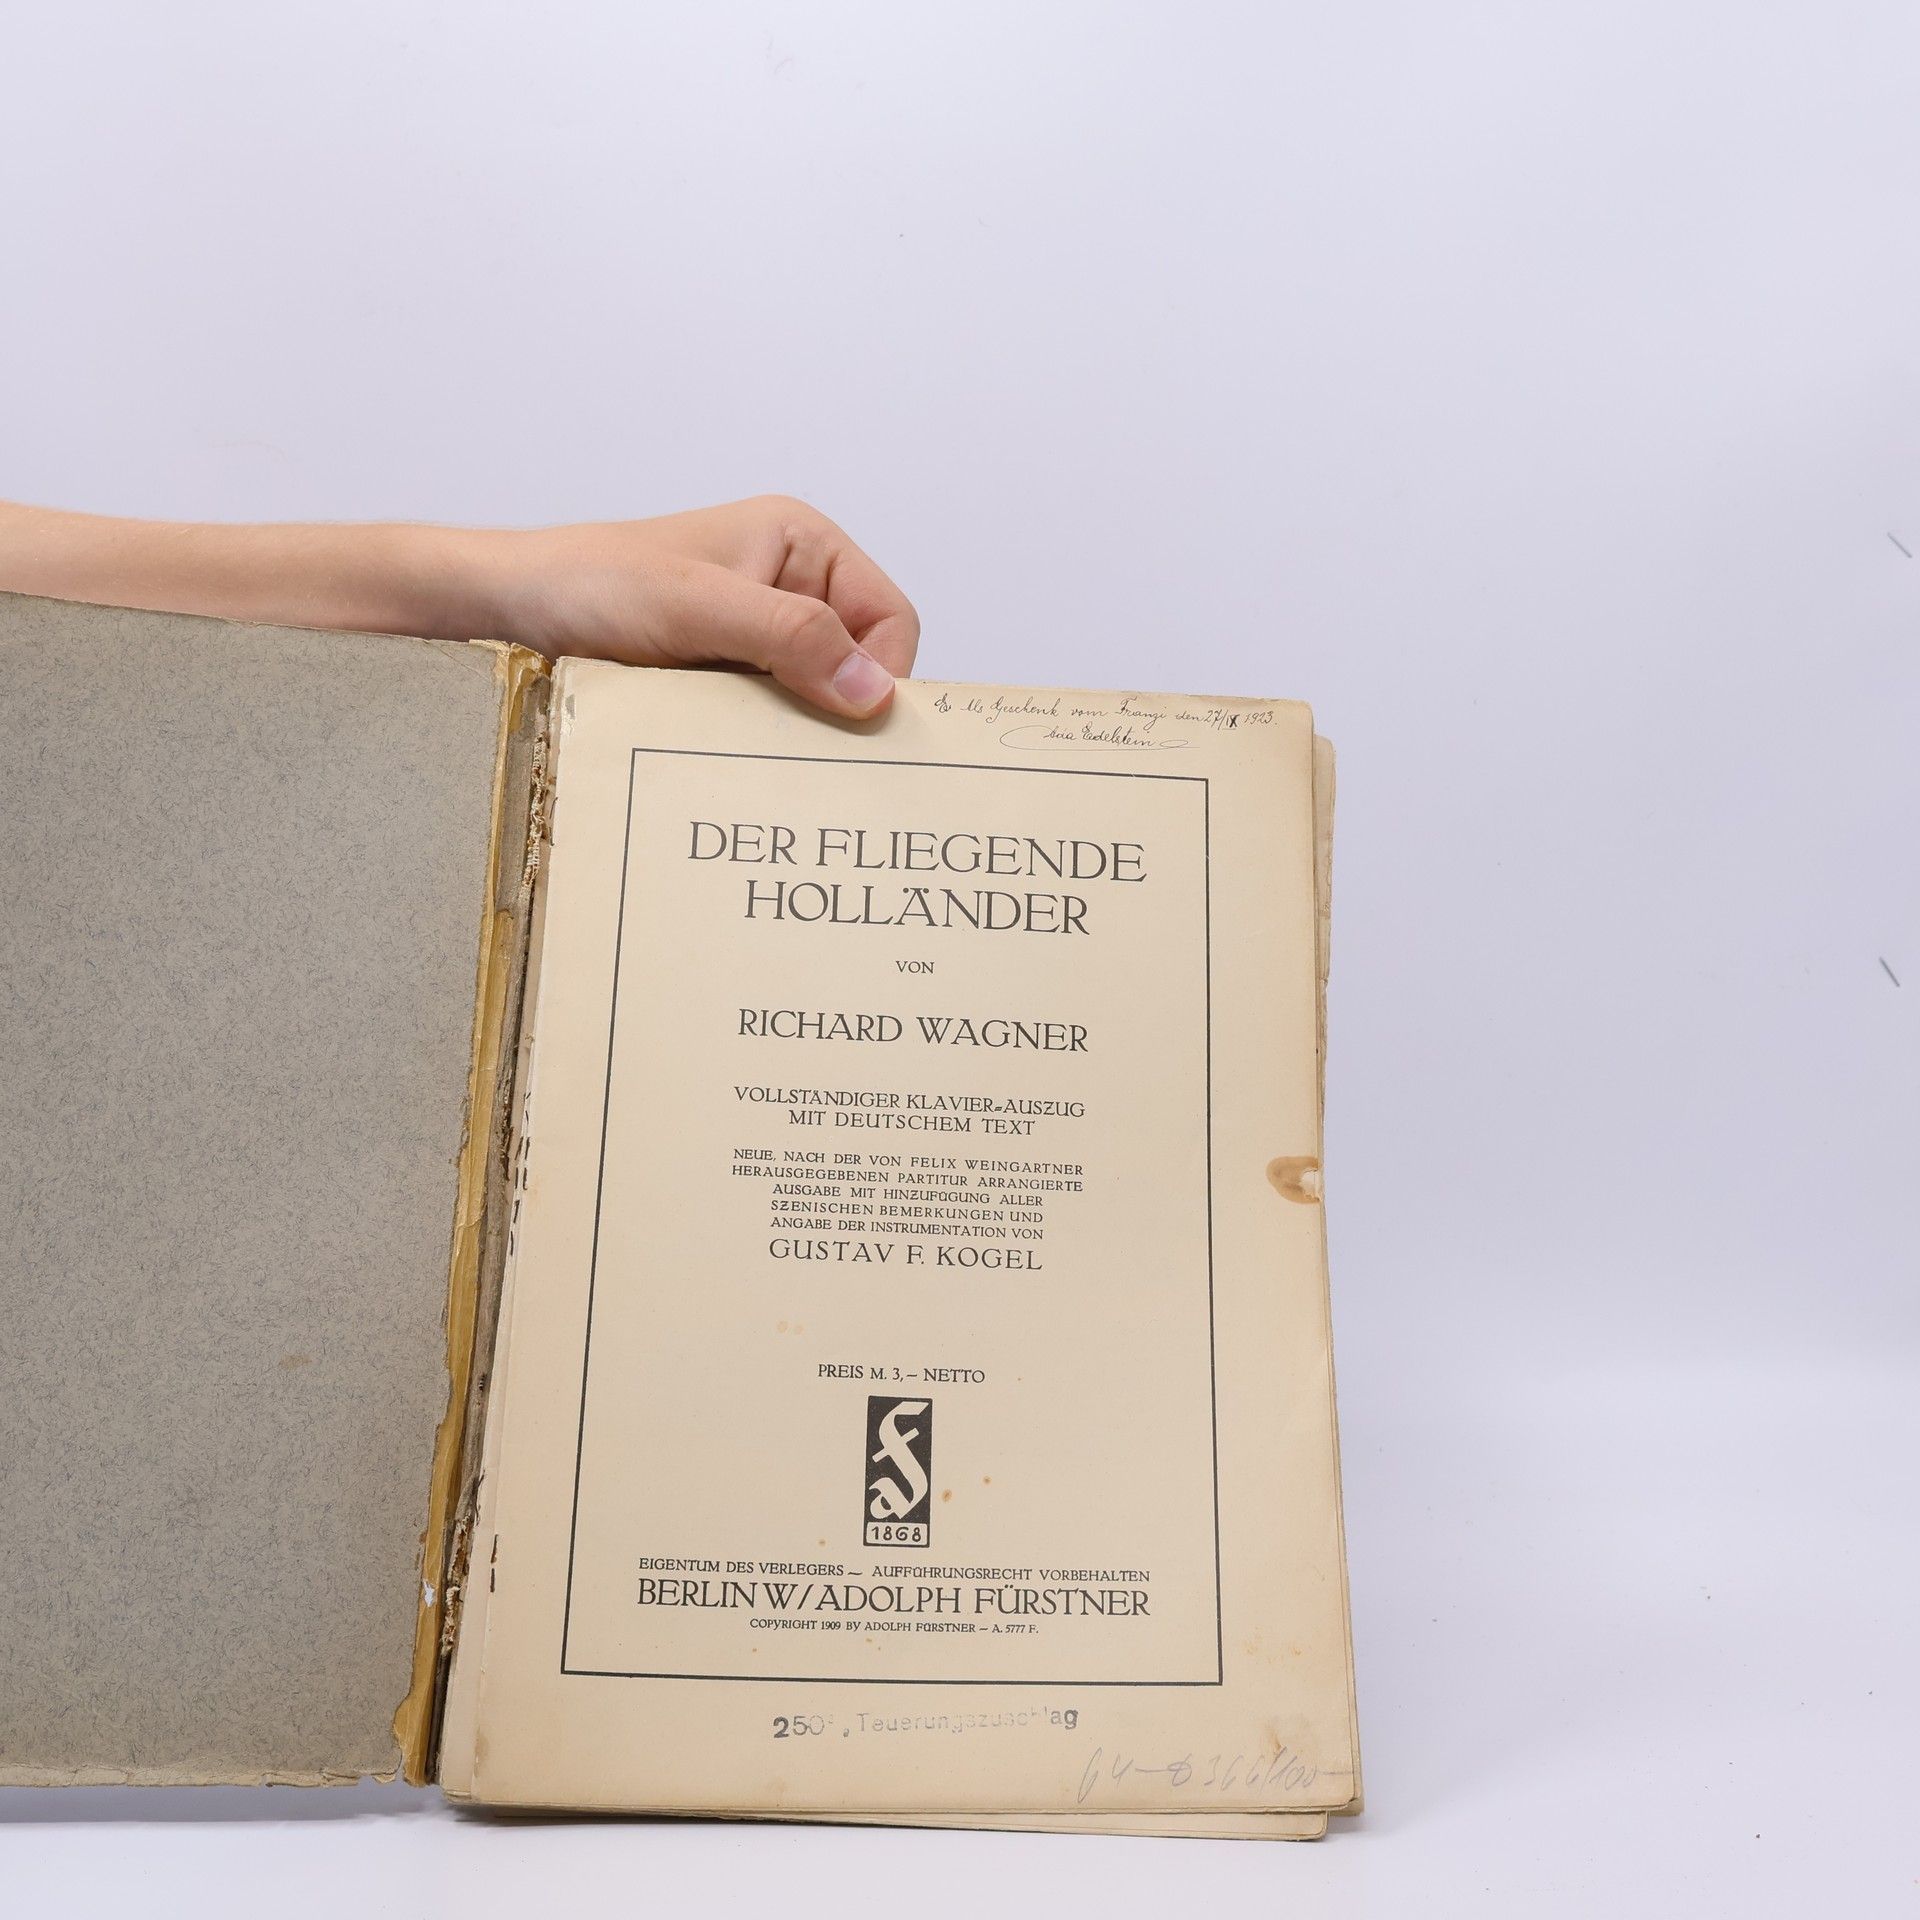 Als Geschenk vom Franzi den 27/IX 1923.
Edelstein
DER FLIEGENDE
HOLLÄNDER
VON
RICHARD WAGNER
VOLLSTÄNDIGER KLAVIER=AUSZUG
MIT DEUTSCHEM TEXT
NEUE, NACH DER VON FELIX WEINGARTNER
HERAUSGEGEBENEN PARTITUR ARRANGIERTE
AUSGABE MIT HINZUFÜGUNG ALLER
SZENISCHEN BEMERKUNGEN UND
ANGABE DER INSTRUMENTATION VON
GUSTAV F. KOGEL
PREIS M. 3,— NETTO
aF
1868
EIGENTUM DES VERLEGERS — AUFFÜHRUNGSRECHT VORBEHALTEN
BERLIN W/ADOLPH FÜRSTNER
COPYRIGHT 1909 BY ADOLPH FÜRSTNER — A. 5777 F.
Teuerungszuschlag